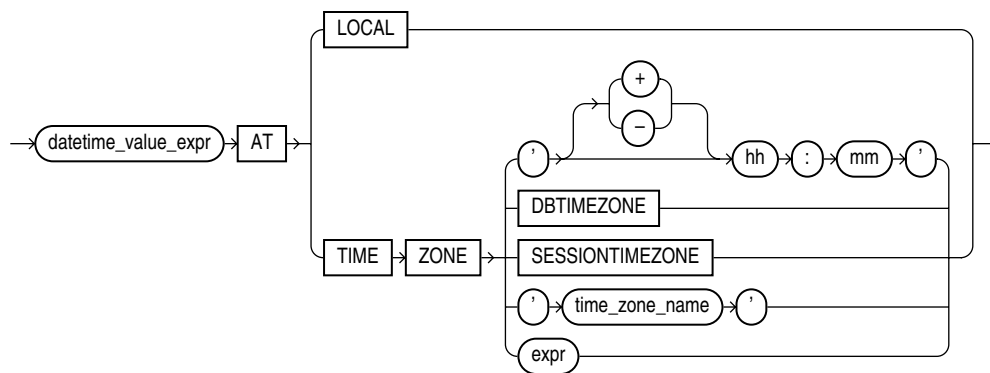 LOCAL
+
−
datetime_value_expr AT ' hh : mm '
DBTIMEZONE
TIME ZONE SESSIONTIMEZONE
' time_zone_name '
expr